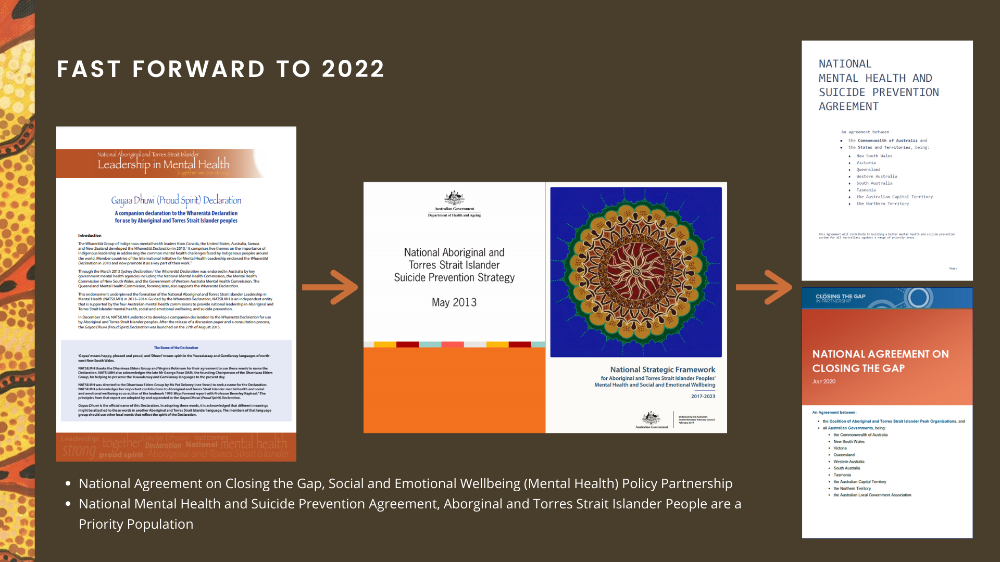 FAST FORWARD TO 2022
National Aboriginal and Torres Strait Islander
Leadership in Mental Health
Together we are strong
Gayaa Dhuwi (Proud Spirit) Declaration
A companion declaration to the Wharerātā Declaration
for use by Aboriginal and Torres Strait Islander peoples
Introduction
The Wharerātā Group of Indigenous mental health leaders from Canada, the United States, Australia, Samoa
and New Zealand developed the Wharerātā Declaration in 2010.¹ It comprises five themes on the importance of
Indigenous leadership in addressing the common mental health challenges faced by Indigenous peoples around
the world. Member countries of the International Initiative for Mental Health Leadership endorsed the Wharerātā
Declaration in 2010 and now promote it as a key part of their work.²
Through the March 2013 Sydney Declaration,³ the Wharerātā Declaration was endorsed in Australia by key
government mental health agencies including the National Mental Health Commission, the Mental Health
Commission of New South Wales, and the Government of Western Australia Mental Health Commission. The
Queensland Mental Health Commission, forming later, also supports the Wharerātā Declaration.
This endorsement underpinned the formation of the National Aboriginal and Torres Strait Islander Leadership in
Mental Health (NATSILMH) in 2013–2014. Guided by the Wharerātā Declaration, NATSILMH is an independent entity
that is supported by the four Australian mental health commissions to provide national leadership in Aboriginal and
Torres Strait Islander mental health, social and emotional wellbeing, and suicide prevention.
In December 2014, NATSILMH undertook to develop a companion declaration to the Wharerātā Declaration for use
by Aboriginal and Torres Strait Islander peoples. After the release of a discussion paper and a consultation process,
the Gayaa Dhuwi (Proud Spirit) Declaration was launched on the 27th of August 2015.
The Name of the Declaration
'Gayaa' means happy, pleased and proud, and 'Dhuwi' means spirit in the Yuwaalaraay and Gamilaraay languages of north-
west New South Wales.
NATSILMH thanks the Dharriwaa Elders Group and Virginia Robinson for their agreement to use these words to name the
Declaration. NATSILMH also acknowledges the late Mr George Rose OAM, the founding Chairperson of the Dharriwaa Elders
Group, for helping to preserve the Yuwaalaraay and Gamilaraay languages to the present day.
NATSILMH was directed to the Dharriwaa Elders Group by Ms Pat Delaney (nee Swan) to seek a name for the Declaration.
NATSILMH acknowledges her important contributions to Aboriginal and Torres Strait Islander mental health and social
and emotional wellbeing as co-author of the landmark 1995 Ways Forward report with Professor Beverley Raphael.⁴ The
principles from that report are adopted by and appended to the Gayaa Dhuwi (Proud Spirit) Declaration.
Gayaa Dhuwi is the official name of this Declaration. In adopting these words, it is acknowledged that different meanings
might be attached to these words in another Aboriginal and Torres Strait Islander language. The members of that language
group should use other local words that reflect the spirit of the Declaration.
Leadership together Gayaa Dhuwi outcomes
strong Declaration National mental health
proud spirit Aboriginal and Torres Strait Islander
Australian Government
Department of Health and Ageing
National Aboriginal and
Torres Strait Islander
Suicide Prevention Strategy
May 2013
National Strategic Framework
for Aboriginal and Torres Strait Islander Peoples'
Mental Health and Social and Emotional Wellbeing
2017-2023
Australian Government
Endorsed by the Australian
Health Ministers' Advisory Council
February 2017
NATIONAL
MENTAL HEALTH AND
SUICIDE PREVENTION
AGREEMENT
An agreement between
▪ the Commonwealth of Australia and
▪ the States and Territories, being:
♦ New South Wales
♦ Victoria
♦ Queensland
♦ Western Australia
♦ South Australia
♦ Tasmania
♦ the Australian Capital Territory
♦ the Northern Territory
This Agreement will contribute to building a better mental health and suicide prevention
system for all Australians against a range of priority areas.
Page 1
CLOSING THE GAP
IN PARTNERSHIP
NATIONAL AGREEMENT ON
CLOSING THE GAP
JULY 2020
An Agreement between:
• the Coalition of Aboriginal and Torres Strait Islander Peak Organisations, and
• all Australian Governments, being:
• the Commonwealth of Australia
• New South Wales
• Victoria
• Queensland
• Western Australia
• South Australia
• Tasmania
• the Australian Capital Territory
• the Northern Territory
• the Australian Local Government Association
• National Agreement on Closing the Gap, Social and Emotional Wellbeing (Mental Health) Policy Partnership
• National Mental Health and Suicide Prevention Agreement, Aborginal and Torres Strait Islander People are a
Priority Population